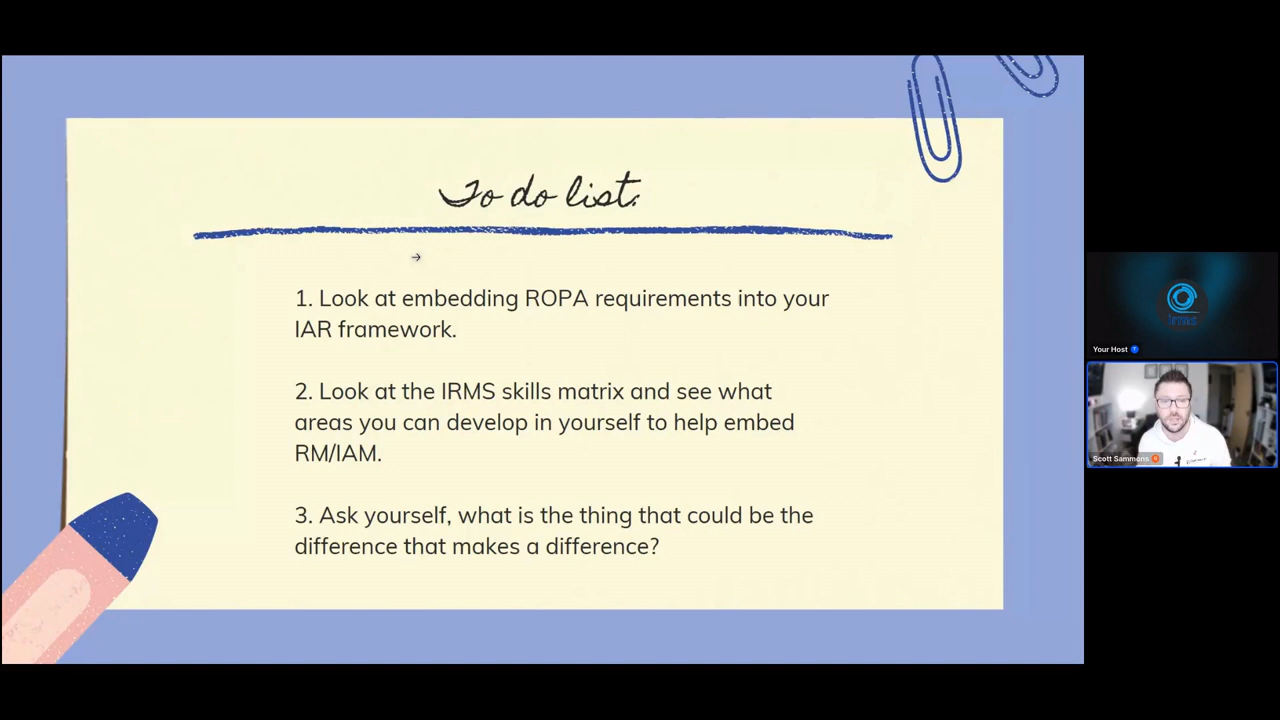 To do list:
1. Look at embedding ROPA requirements into your
IAR framework.
2. Look at the IRMS skills matrix and see what
areas you can develop in yourself to help embed
RM/IAM.
3. Ask yourself, what is the thing that could be the
difference that makes a difference?
irms
Your Host
Scott Sammons